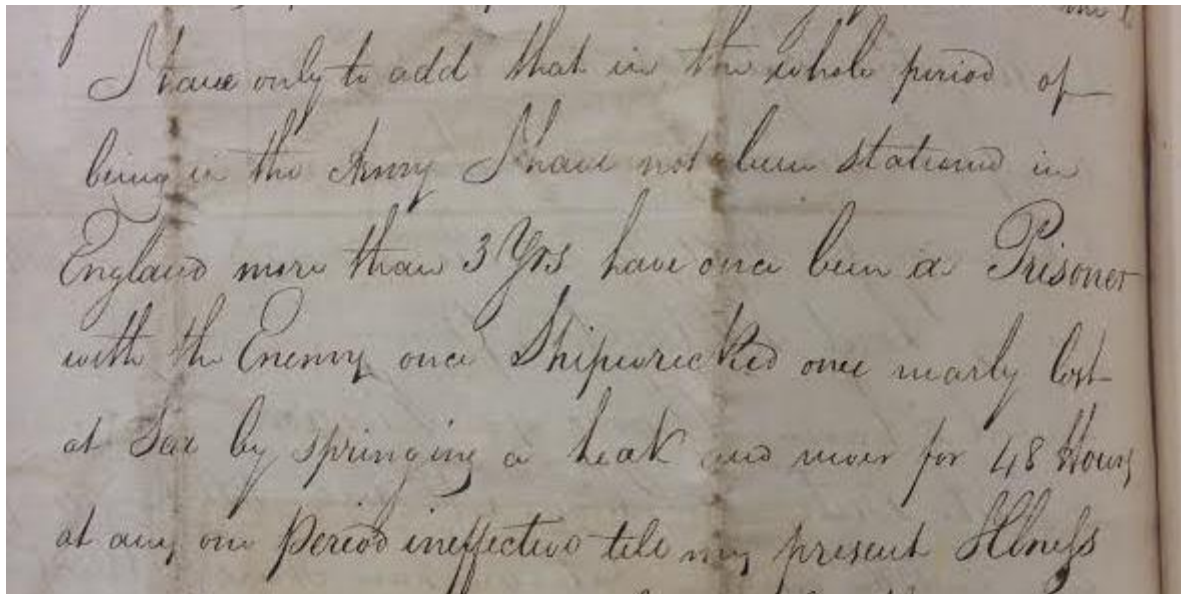 I have only to add that in the whole period of
being in the Army I have not been stationed in
England more than 3 Yrs have once been a Prisoner
with the Enemy once Shipwrecked once nearly lost
at Sea by springing a leak and never for 48 Hours
at any one period ineffective till my present Illness